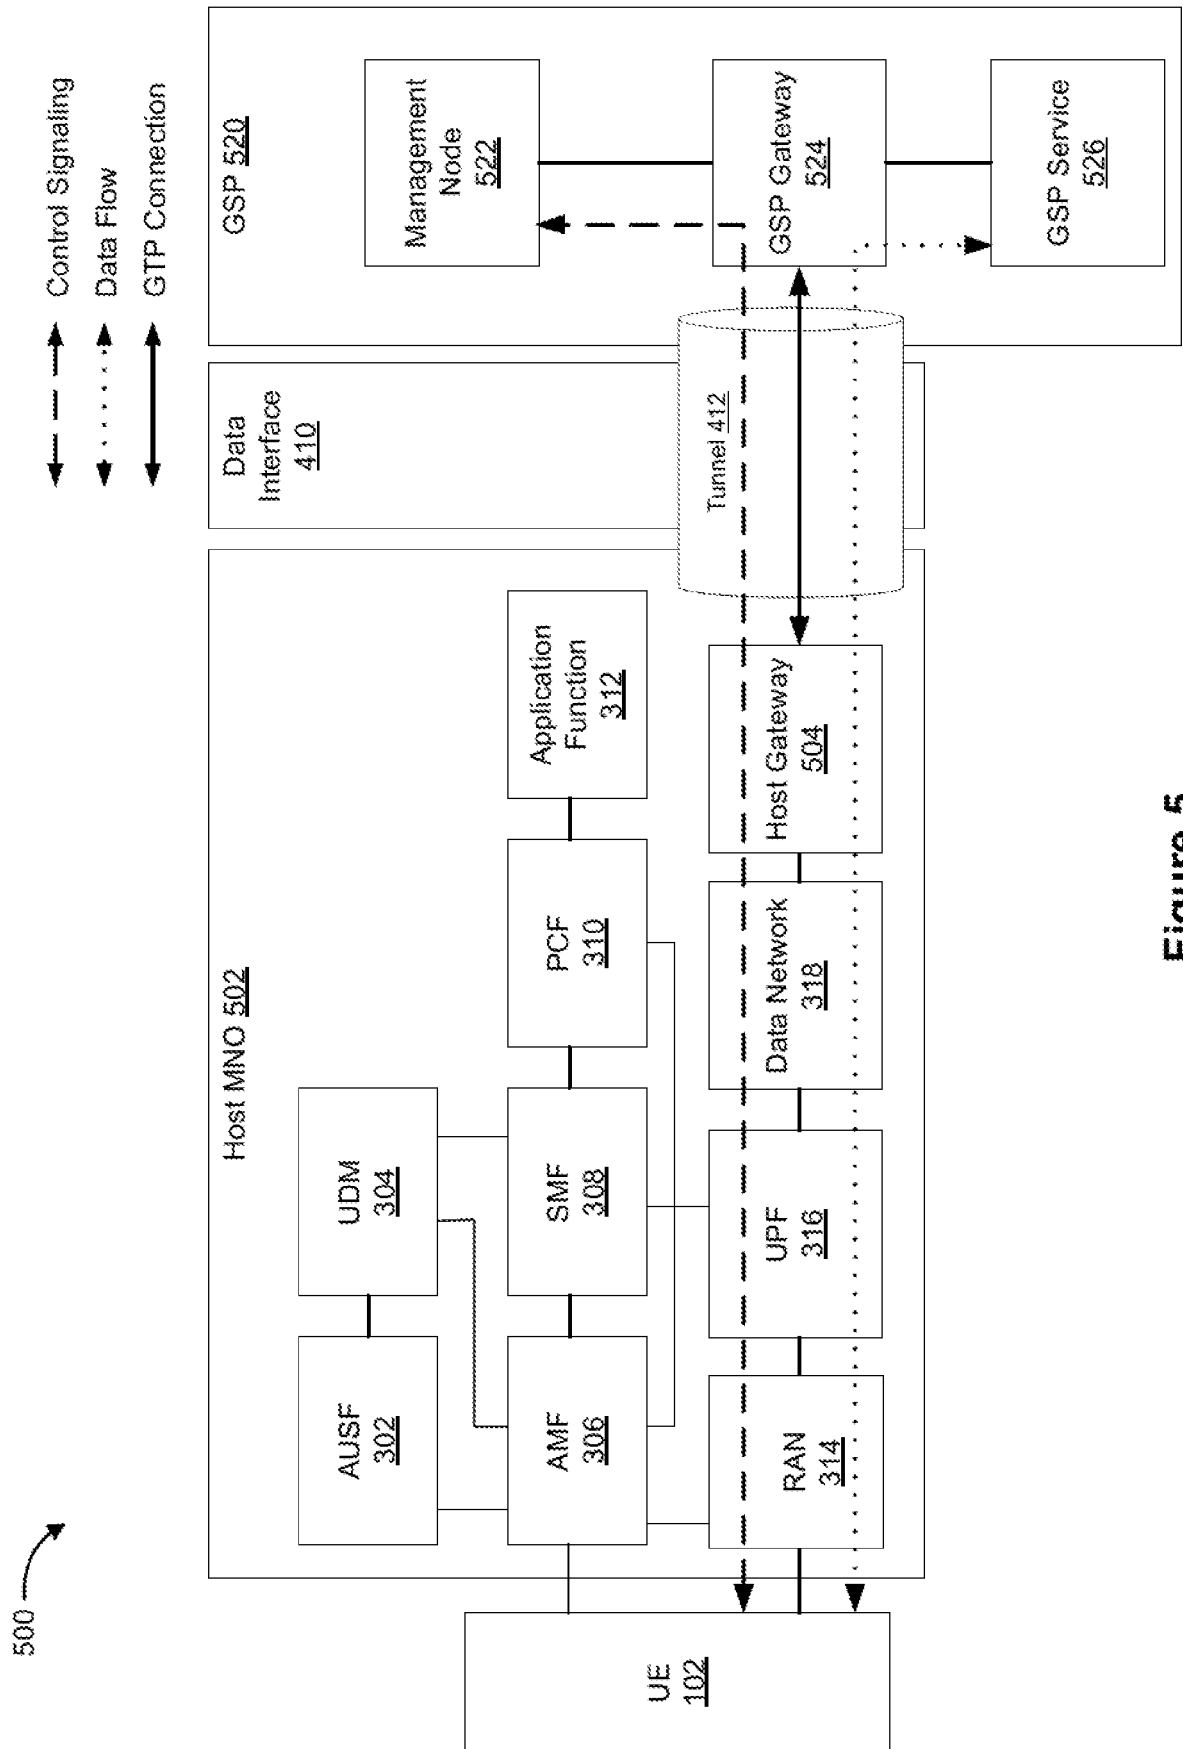 500
Control Signaling
Data Flow
GTP Connection
Host MNO 502
Data
Interface
410
GSP 520
AUSF
302
UDM
304
Management
Node
522
UE
102
AMF
306
SMF
308
PCF
310
Application
Function
312
Tunnel 412
RAN
314
UPF
316
Data Network
318
Host Gateway
504
GSP Gateway
524
GSP Service
526
Figure 5